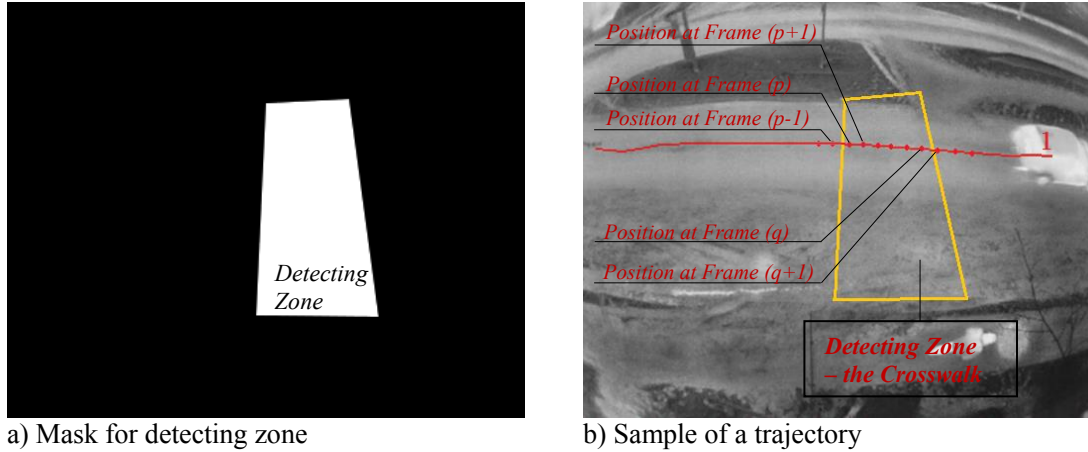 Detecting
Zone
Position at Frame (p+1)
Position at Frame (p)
Position at Frame (p-1)
1
Position at Frame (q)
Position at Frame (q+1)
Detecting Zone
– the Crosswalk
a) Mask for detecting zone
b) Sample of a trajectory